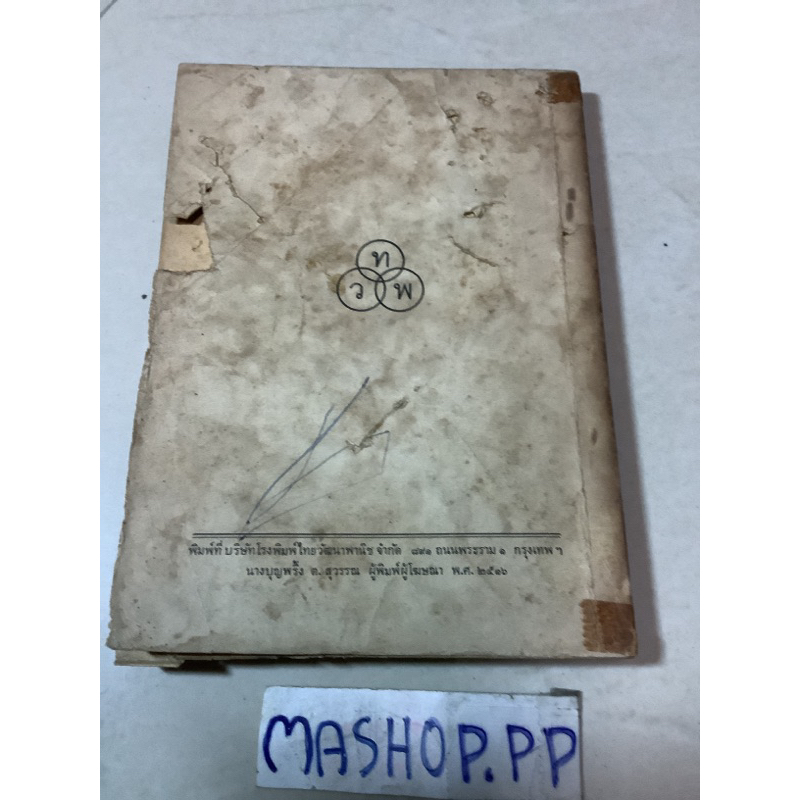 ท
ว พ
พิมพ์ที่ บริษัทโรงพิมพ์ไทยวัฒนาพานิช จำกัด ๘๙๑ ถนนพระราม ๑ กรุงเทพ ฯ
นางบุญพริ้ง ต. สุวรรณ ผู้พิมพ์ผู้โฆษณา พ.ศ. ๒๕๑๖
MASHOP.PP